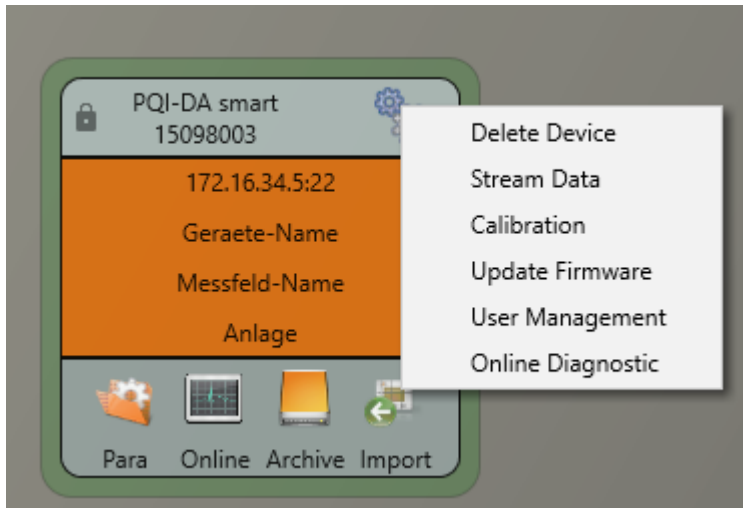 PQI-DA smart
15098003
172.16.34.5:22
Geraete-Name
Messfeld-Name
Anlage
Para Online Archive Import
Delete Device
Stream Data
Calibration
Update Firmware
User Management
Online Diagnostic